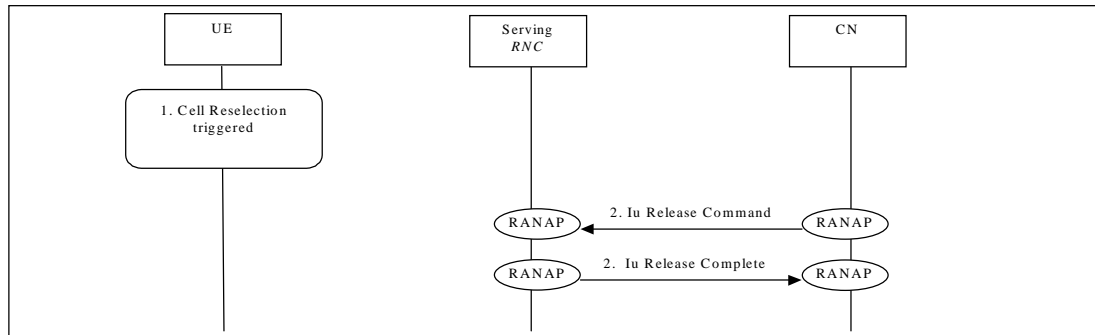 UE
Serving
RNC
CN
1. Cell Reselection
triggered
RANAP
2. Iu Release Command
RANAP
RANAP
2. Iu Release Complete
RANAP